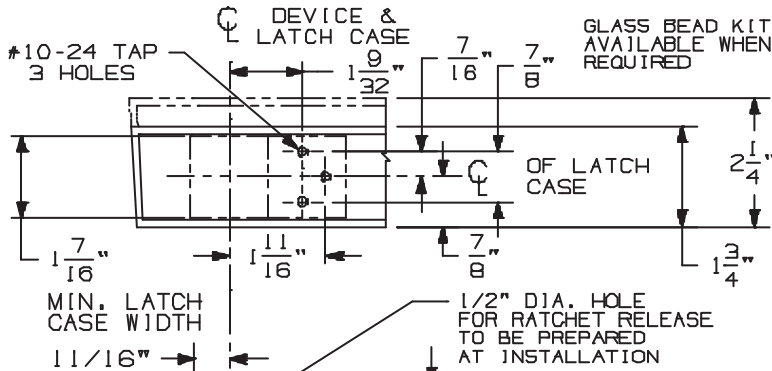 ℄ DEVICE &
LATCH CASE
#10-24 TAP
3 HOLES
1 9/32"
7/16"
7/8"
GLASS BEAD KIT
AVAILABLE WHEN
REQUIRED
℄ OF LATCH
CASE
2 1/4"
1 7/16"
1 11/16"
7/8"
1 3/4"
MIN. LATCH
CASE WIDTH
11/16"
1/2" DIA. HOLE
FOR RATCHET RELEASE
TO BE PREPARED
AT INSTALLATION